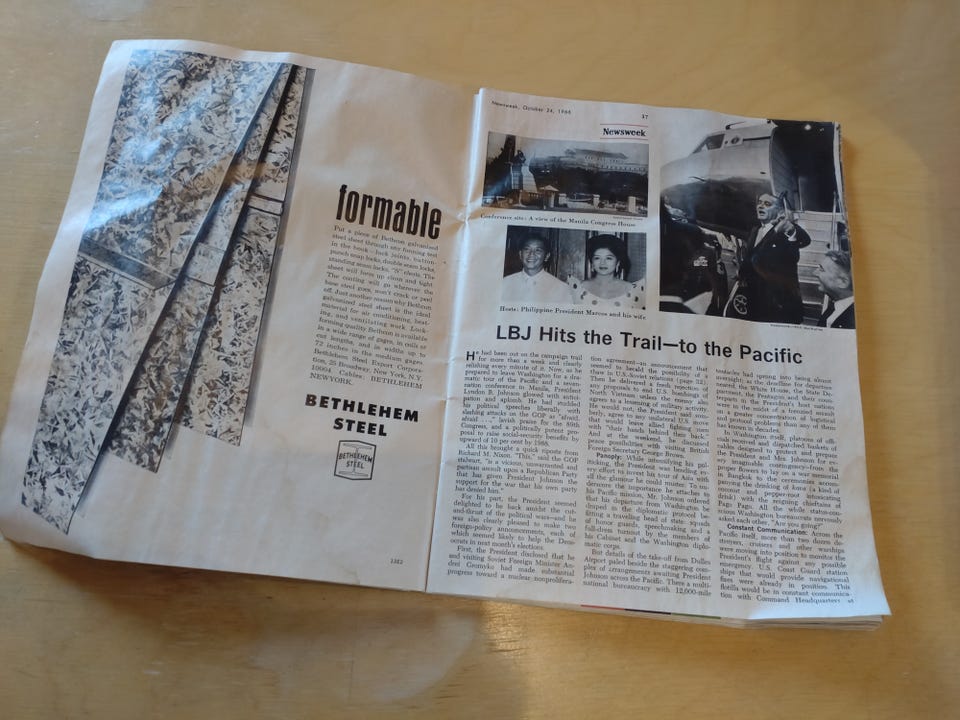 formable
Put a piece of Bethcon galvanized
steel sheet through any forming test
in the book—lock joints, button-
punch snap locks, double seam locks,
standing seam locks, "S" clips. The
sheet will form up clean and tight
The coating will go wherever the
base steel goes, won't crack or peel
off. Just another reason why Bethcon
galvanized steel sheet is the ideal
material for air conditioning, heat-
ing, and ventilating work. Lock-
forming quality Bethcon is available
in a wide range of gages, in coils or
cut lengths, and in widths up to
72 inches in the medium gages.
Bethlehem Steel Export Corpora-
tion, 25 Broadway, New York, N.Y.
10004 Cables: BETHLEHEM
NEWYORK.
BETHLEHEM
STEEL
BETHLEHEM
STEEL
1383
Newsweek, October 24, 1966
37
Newsweek
Conference site: A view of the Manila Congress House
Hosts: Philippine President Marcos and his wife
LBJ Hits the Trail—to the Pacific
He had been out on the campaign trail
for more than a week and clearly
relishing every minute of it. Now, as he
prepared to leave Washington for a dra-
matic tour of the Pacific and a seven-
nation conference in Manila, President
Lyndon B. Johnson glowed with antici-
pation and aplomb. He had studded
his political speeches liberally with
slashing attacks on the GOP as "afraid,
afraid . . . ," lavish praise for the 89th
Congress, and a politically potent pro-
posal to raise social-security benefits by
upward of 10 per cent by 1968.
All this brought a quick riposte from
Richard M. Nixon. "This," said the GOP
stalwart, "is a vicious, unwarranted and
partisan assault upon a Republican Party
that has given President Johnson the
support for the war that his own party
has denied him."
For his part, the President seemed
delighted to be back amidst the cut-
and-thrust of the political wars—and he
was also clearly pleased to make two
foreign-policy announcements, each of
which seemed likely to help the Demo-
ocrats in next month's elections.
First, the President disclosed that he
and visiting Soviet Foreign Minister An-
drei Gromyko had made substantial
progress toward a nuclear nonprolifera-
tion agreement—an announcement that
seemed to herald the possibility of a
thaw in U.S.-Soviet relations (page 32).
Then he delivered a fresh rejection of
any proposals to end U.S. bombings of
North Vietnam unless the enemy also
agrees to a lessening of military activity.
He would not, the President said som-
berly, agree to any unilateral U.S. move
that would leave allied fighting men
with "their hands behind their back."
And at the weekend, he discussed
peace possibilities with visiting British
Foreign Secretary George Brown.
Panoply: While intensifying his pol-
iticking, the President was bending ev-
ery effort to invest his tour of Asia with
all the glamour he could muster. To un-
derscore the importance he attaches to
his Pacific mission, Mr. Johnson ordered
that his departure from Washington be
draped in the diplomatic protocol be-
fitting a traveling head of state: squads
of honor guards, speechmaking and a
full-dress turnout by the members of
his Cabinet and the Washington diplo-
matic corps.
But details of the take-off from Dulles
Airport paled beside the staggering com-
plex of arrangements awaiting President
Johnson across the Pacific. There a multi-
national bureaucracy with 12,000-mile
tentacles had sprung into being almost
overnight; as the deadline for departure
neared, the White House, the State De-
partment, the Pentagon and their coun-
terparts in the President's host nations
were in the midst of a forensized swarm
on a greater concentration of logistical
and protocol problems than any of them
has known in decades.
In Washington itself, platoons of offi-
cials received and dispatched baskets of
cables designed to protect and prepare
the President and Mrs. Johnson for ev-
ery imaginable contingency—from the
proper flowers to lay on a war memorial
in Bangkok to the ceremonies accom-
panying the drinking of kava (a kind of
coconut and pepper-root intoxicating
drink) with the reigning chieftains of
Pago Pago. All the while status-con-
scious Washington bureaucrats nervously
asked each other, "Are you going?"
Constant Communication: Across the
Pacific itself, more than two dozen de-
stroyers, cruisers and other warships
were moving into position to monitor the
President's flight against any possible
emergency. U.S. Coast Guard station
ships that would provide navigational
fixes were already in position. This
flotilla would be in constant communica-
tion with Command Headquarters at